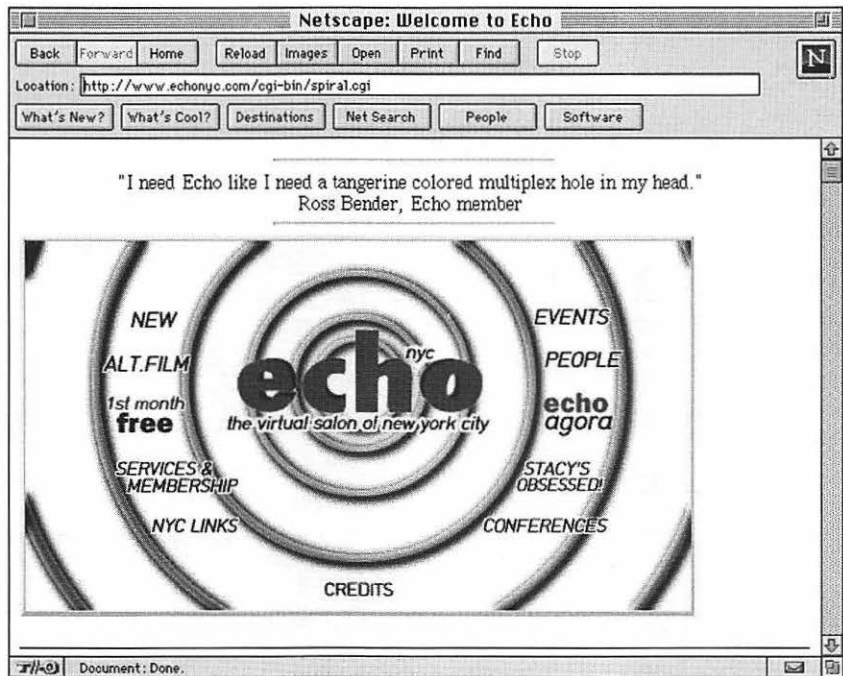 Netscape: Welcome to Echo
Back Forward Home Reload Images Open Print Find Stop
N
Location: http://www.echonyc.com/cgi-bin/spiral.cgi
What's New? What's Cool? Destinations Net Search People Software
"I need Echo like I need a tangerine colored multiplex hole in my head."
Ross Bender, Echo member
NEW
ALT.FILM
1st month
free
SERVICES &
MEMBERSHIP
NYC LINKS
echo
nyc
the virtual salon of new york city
EVENTS
PEOPLE
echo
agora
STACY'S
OBSESSED!
CONFERENCES
CREDITS
Document: Done.